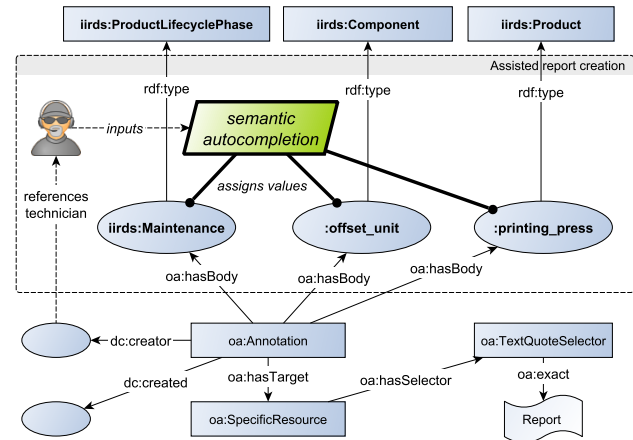 iirds:ProductLifecyclePhase
iirds:Component
iirds:Product
Assisted report creation
rdf:type
rdf:type
rdf:type
inputs
semantic
autocompletion
references
technician
assigns values
iirds:Maintenance
:offset_unit
:printing_press
oa:hasBody
oa:hasBody
oa:hasBody
dc:creator
oa:Annotation
oa:TextQuoteSelector
dc:created
oa:hasTarget
oa:hasSelector
oa:exact
oa:SpecificResource
Report